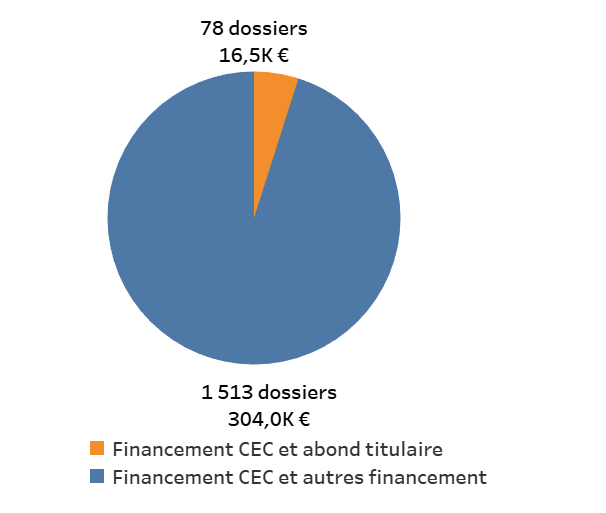 78 dossiers
16,5K €
1 513 dossiers
304,0K €
Financement CEC et abond titulaire
Financement CEC et autres financement